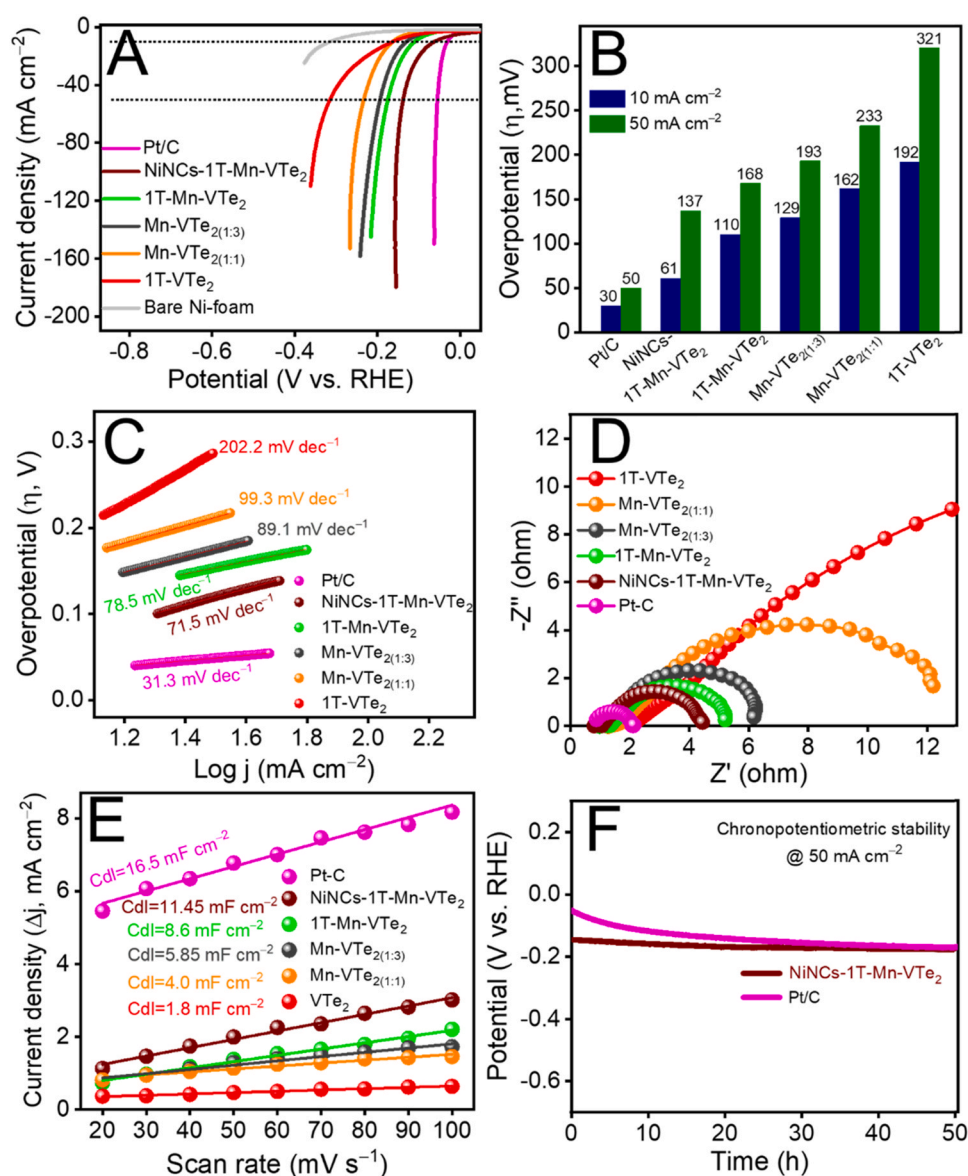 A
Current density (mA cm⁻²)
0
-40
-80
-120
-160
-200
Pt/C
NiNCs-1T-Mn-VTe₂
1T-Mn-VTe₂
Mn-VTe₂₍₁:₃₎
Mn-VTe₂₍₁:₁₎
1T-VTe₂
Bare Ni-foam
-0.8 -0.6 -0.4 -0.2 0.0
Potential (V vs. RHE)
B
Overpotential (η,mV)
300
250
200
150
100
50
0
10 mA cm⁻²
50 mA cm⁻²
30 50 61 137 110 168 129 193 162 233 192 321
Pt/C
NiNCs-
1T-Mn-VTe₂
1T-Mn-VTe₂
Mn-VTe₂₍₁:₃₎
Mn-VTe₂₍₁:₁₎
1T-VTe₂
C
Overpotential (η, V)
0.3
0.2
0.1
0.0
202.2 mV dec⁻¹
99.3 mV dec⁻¹
89.1 mV dec⁻¹
78.5 mV dec⁻¹
71.5 mV dec⁻¹
31.3 mV dec⁻¹
Pt/C
NiNCs-1T-Mn-VTe₂
1T-Mn-VTe₂
Mn-VTe₂₍₁:₃₎
Mn-VTe₂₍₁:₁₎
1T-VTe₂
1.2 1.4 1.6 1.8 2.0 2.2
Log j (mA cm⁻²)
D
-Z" (ohm)
12
10
8
6
4
2
0
1T-VTe₂
Mn-VTe₂₍₁:₁₎
Mn-VTe₂₍₁:₃₎
1T-Mn-VTe₂
NiNCs-1T-Mn-VTe₂
Pt-C
0 2 4 6 8 10 12
Z' (ohm)
E
Current density (Δj, mA cm⁻²)
8
6
4
2
0
Cdl=16.5 mF cm⁻²
Cdl=11.45 mF cm⁻²
Cdl=8.6 mF cm⁻²
Cdl=5.85 mF cm⁻²
Cdl=4.0 mF cm⁻²
Cdl=1.8 mF cm⁻²
Pt-C
NiNCs-1T-Mn-VTe₂
1T-Mn-VTe₂
Mn-VTe₂₍₁:₃₎
Mn-VTe₂₍₁:₁₎
VTe₂
20 30 40 50 60 70 80 90 100
Scan rate (mV s⁻¹)
F
Potential (V vs. RHE)
0.2
0.0
-0.2
-0.4
-0.6
Chronopotentiometric stability
@ 50 mA cm⁻²
NiNCs-1T-Mn-VTe₂
Pt/C
0 10 20 30 40 50
Time (h)